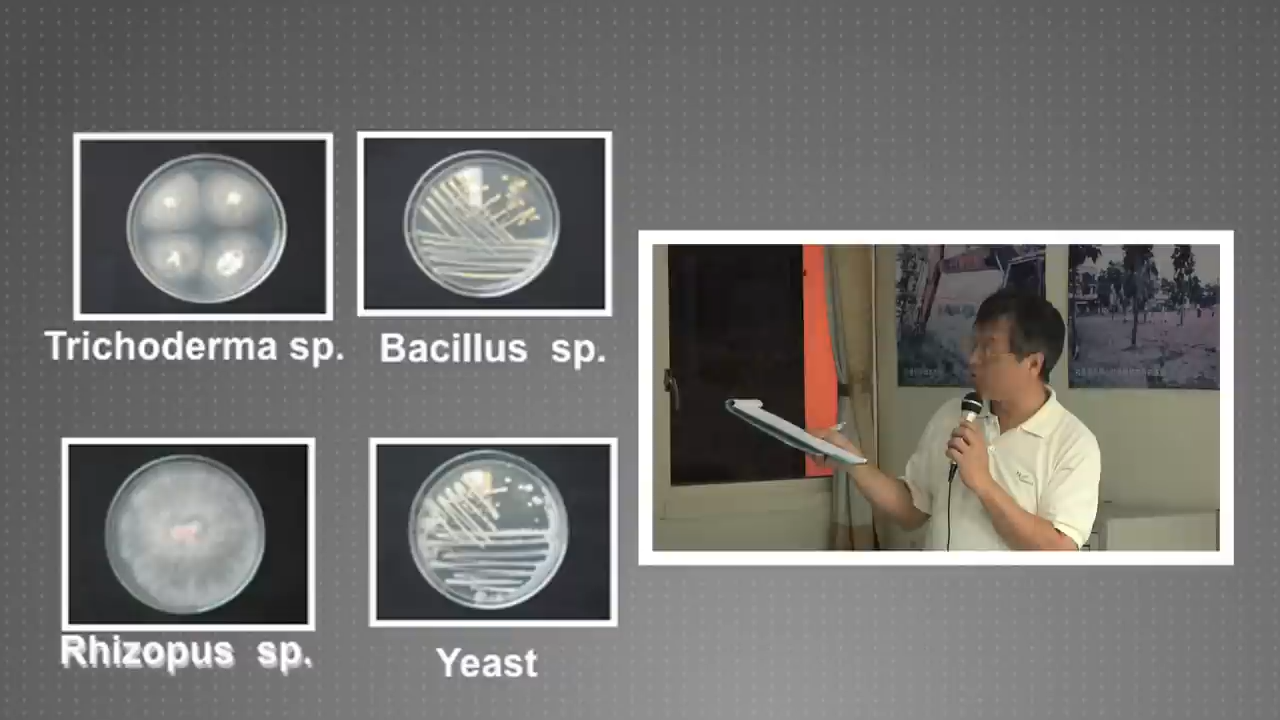 Trichoderma sp.
Bacillus sp.
Rhizopus sp.
Yeast